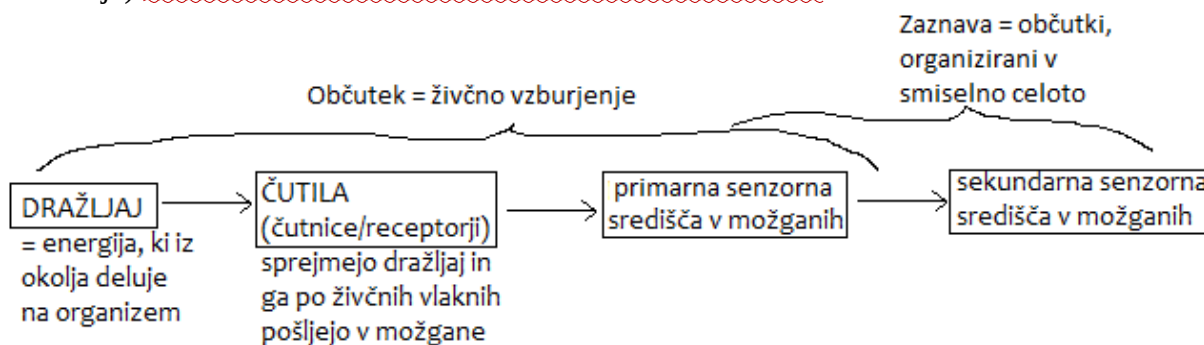 Zaznava = občutki,
organizirani v
smiselno celoto
Občutek = živčno vzburjenje
DRAŽLJAJ
= energija, ki iz
okolja deluje
na organizem
ČUTILA
(čutnice/receptorji)
sprejmejo dražljaj in
ga po živčnih vlaknih
pošljejo v možgane
primarna senzorna
središča v možganih
sekundarna senzorna
središča v možganih